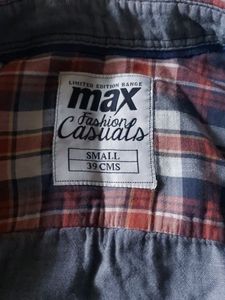 LIMITED EDITION RANGE
max
Fashion
Casuals
SMALL
39 CMS